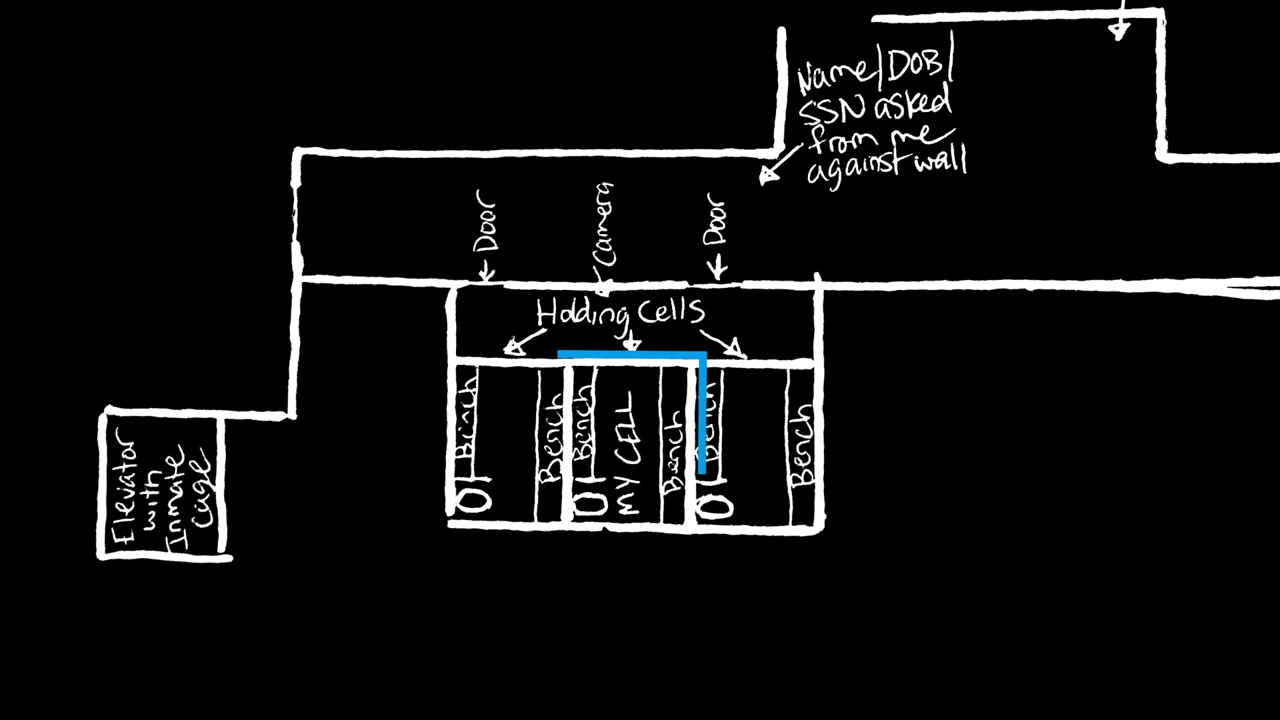 Name/DOB/
SSN asked
from me
against wall
Door
Camera
Door
Holding Cells
Bench
Bench
Bench
MY CELL
Bench
Bench
Bench
Elevator
with
Inmate
cage